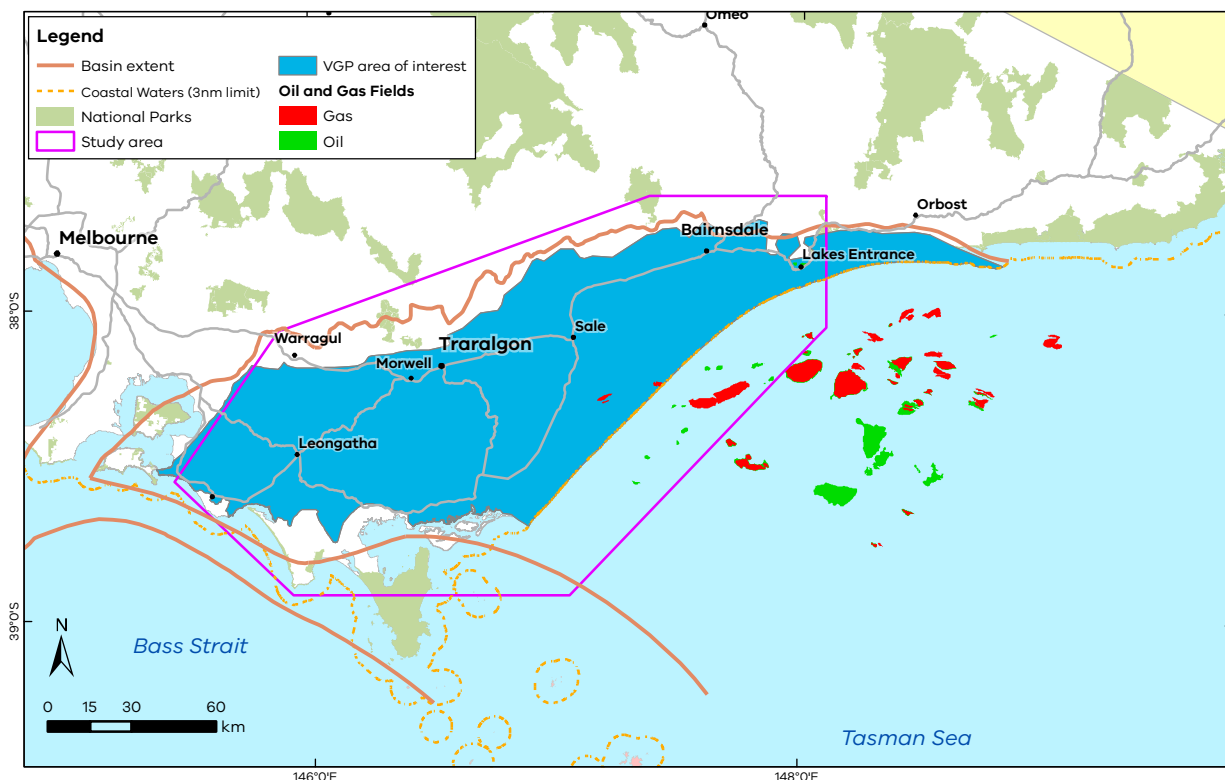 Omeo
Legend
Basin extent
Coastal Waters (3nm limit)
National Parks
Study area
VGP area of interest
Oil and Gas Fields
Gas
Oil
Orbost
Melbourne
Bairnsdale
Lakes Entrance
38°0'S
Sale
Warragul
Traralgon
Morwell
Leongatha
39°0'S
N
Bass Strait
0 15 30 60
km
Tasman Sea
146°0'E
148°0'E